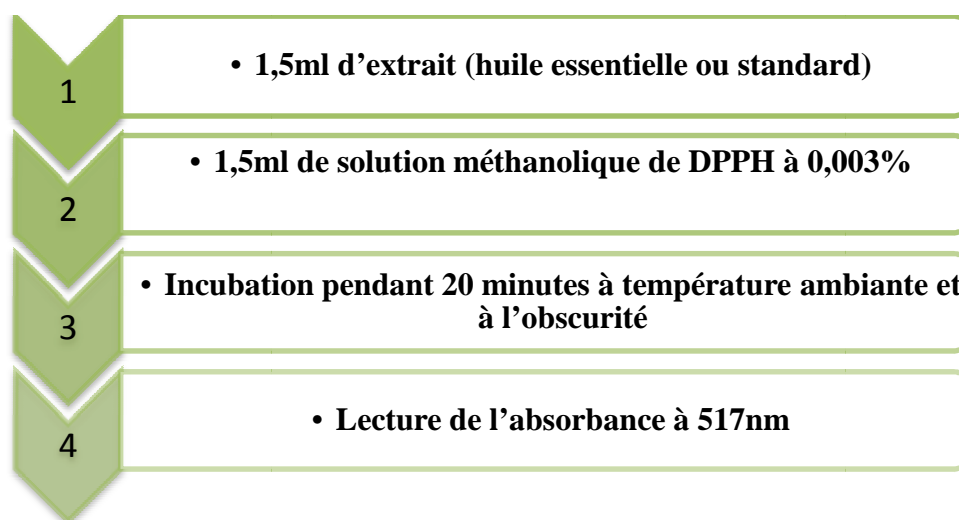 1
• 1,5ml d’extrait (huile essentielle ou standard)
2
• 1,5ml de solution méthanolique de DPPH à 0,003%
3
• Incubation pendant 20 minutes à température ambiante et
à l’obscurité
4
• Lecture de l’absorbance à 517nm